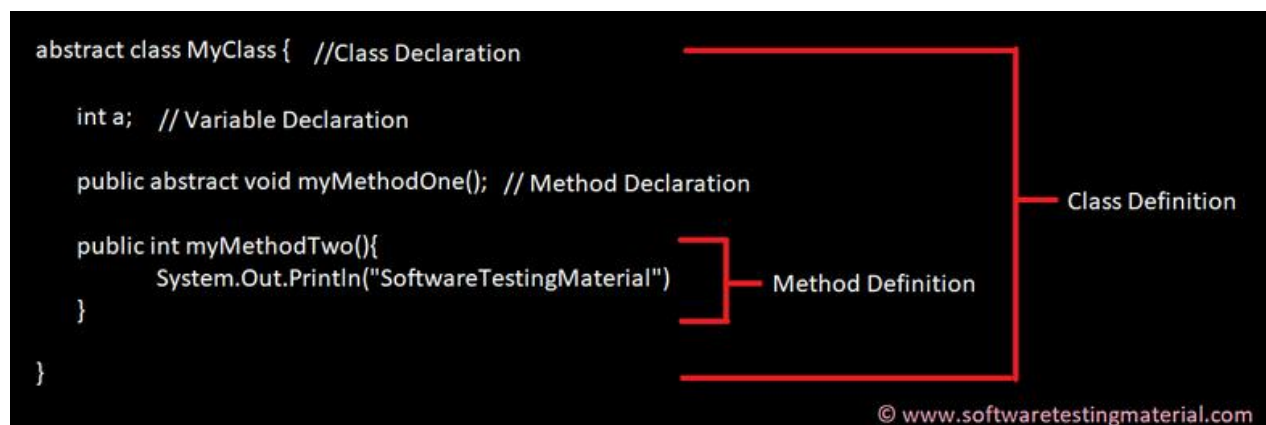 abstract class MyClass { //Class Declaration
int a; // Variable Declaration
public abstract void myMethodOne(); // Method Declaration
Class Definition
public int myMethodTwo(){
System.Out.Println("SoftwareTestingMaterial")
Method Definition
}
}
© www.softwaretestingmaterial.com